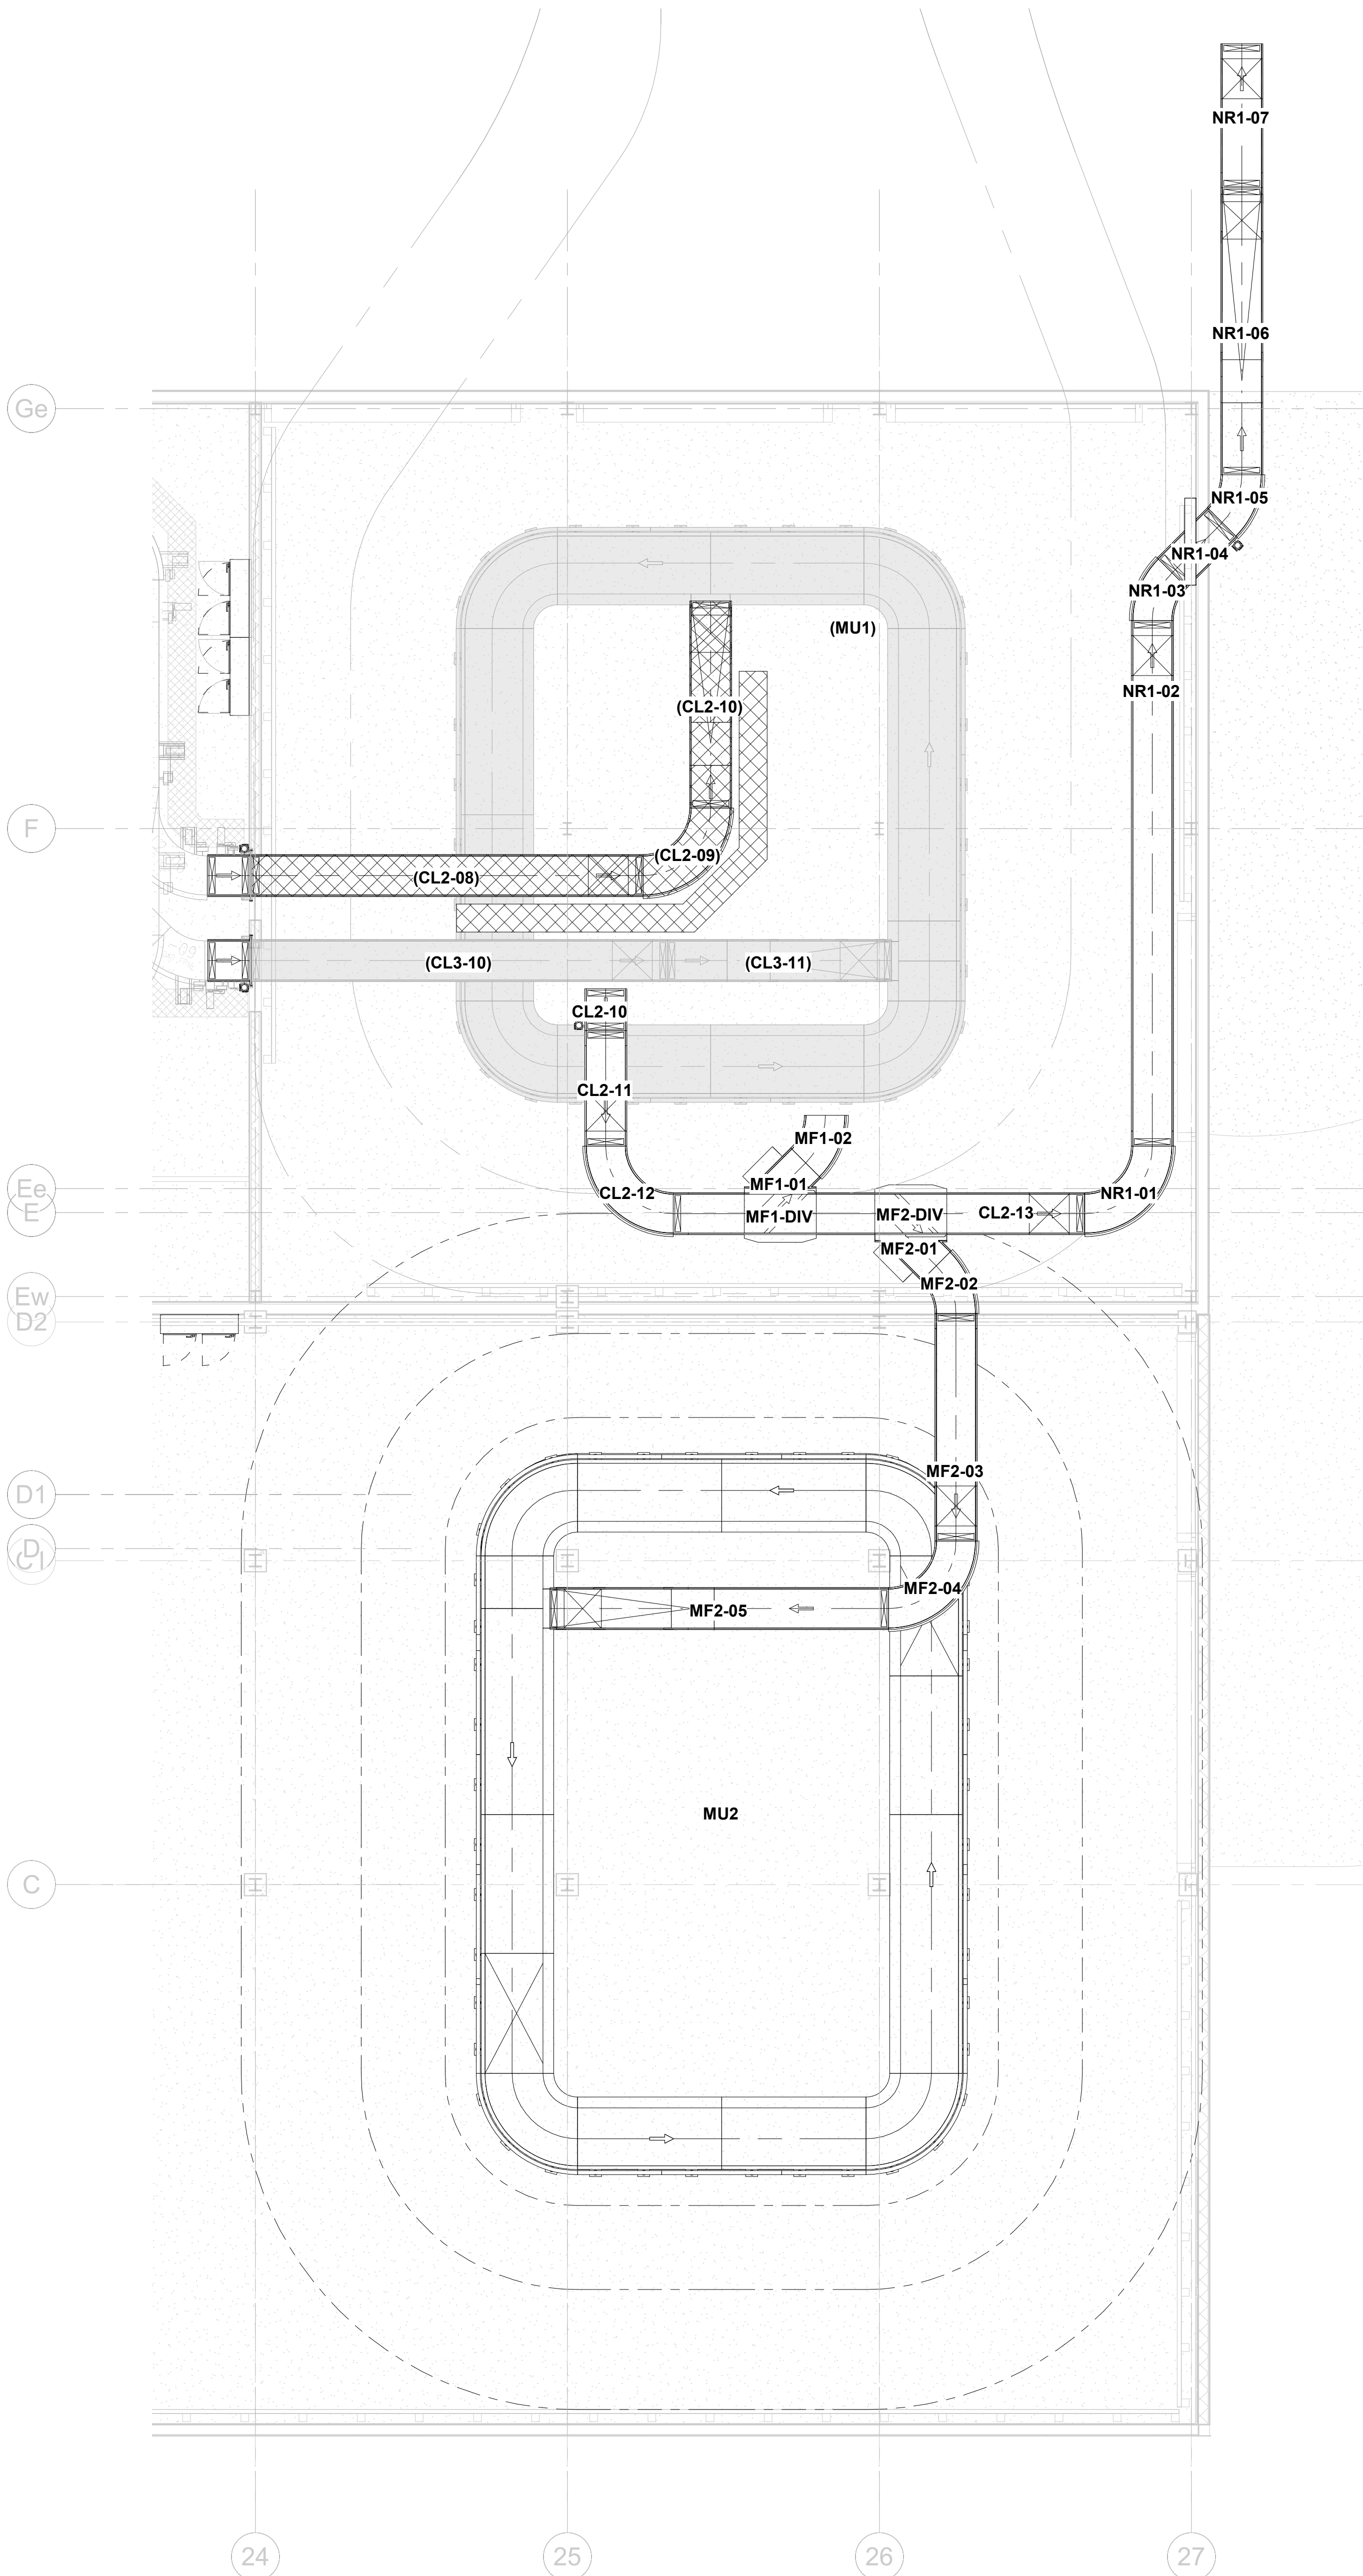 NR1-07
NR1-06
Ge
NR1-05
NR1-04
NR1-03
(MU1)
NR1-02
(CL2-10)
F
(CL2-09)
(CL2-08)
(CL3-10)
(CL3-11)
CL2-10
CL2-11
MF1-02
MF1-01
Ee
CL2-12
NR1-01
E
MF1-DIV
MF2-DIV
CL2-13
MF2-01
MF2-02
Ew
D2
MF2-03
D1
D
MF2-04
MF2-05
MU2
C
24
25
26
27